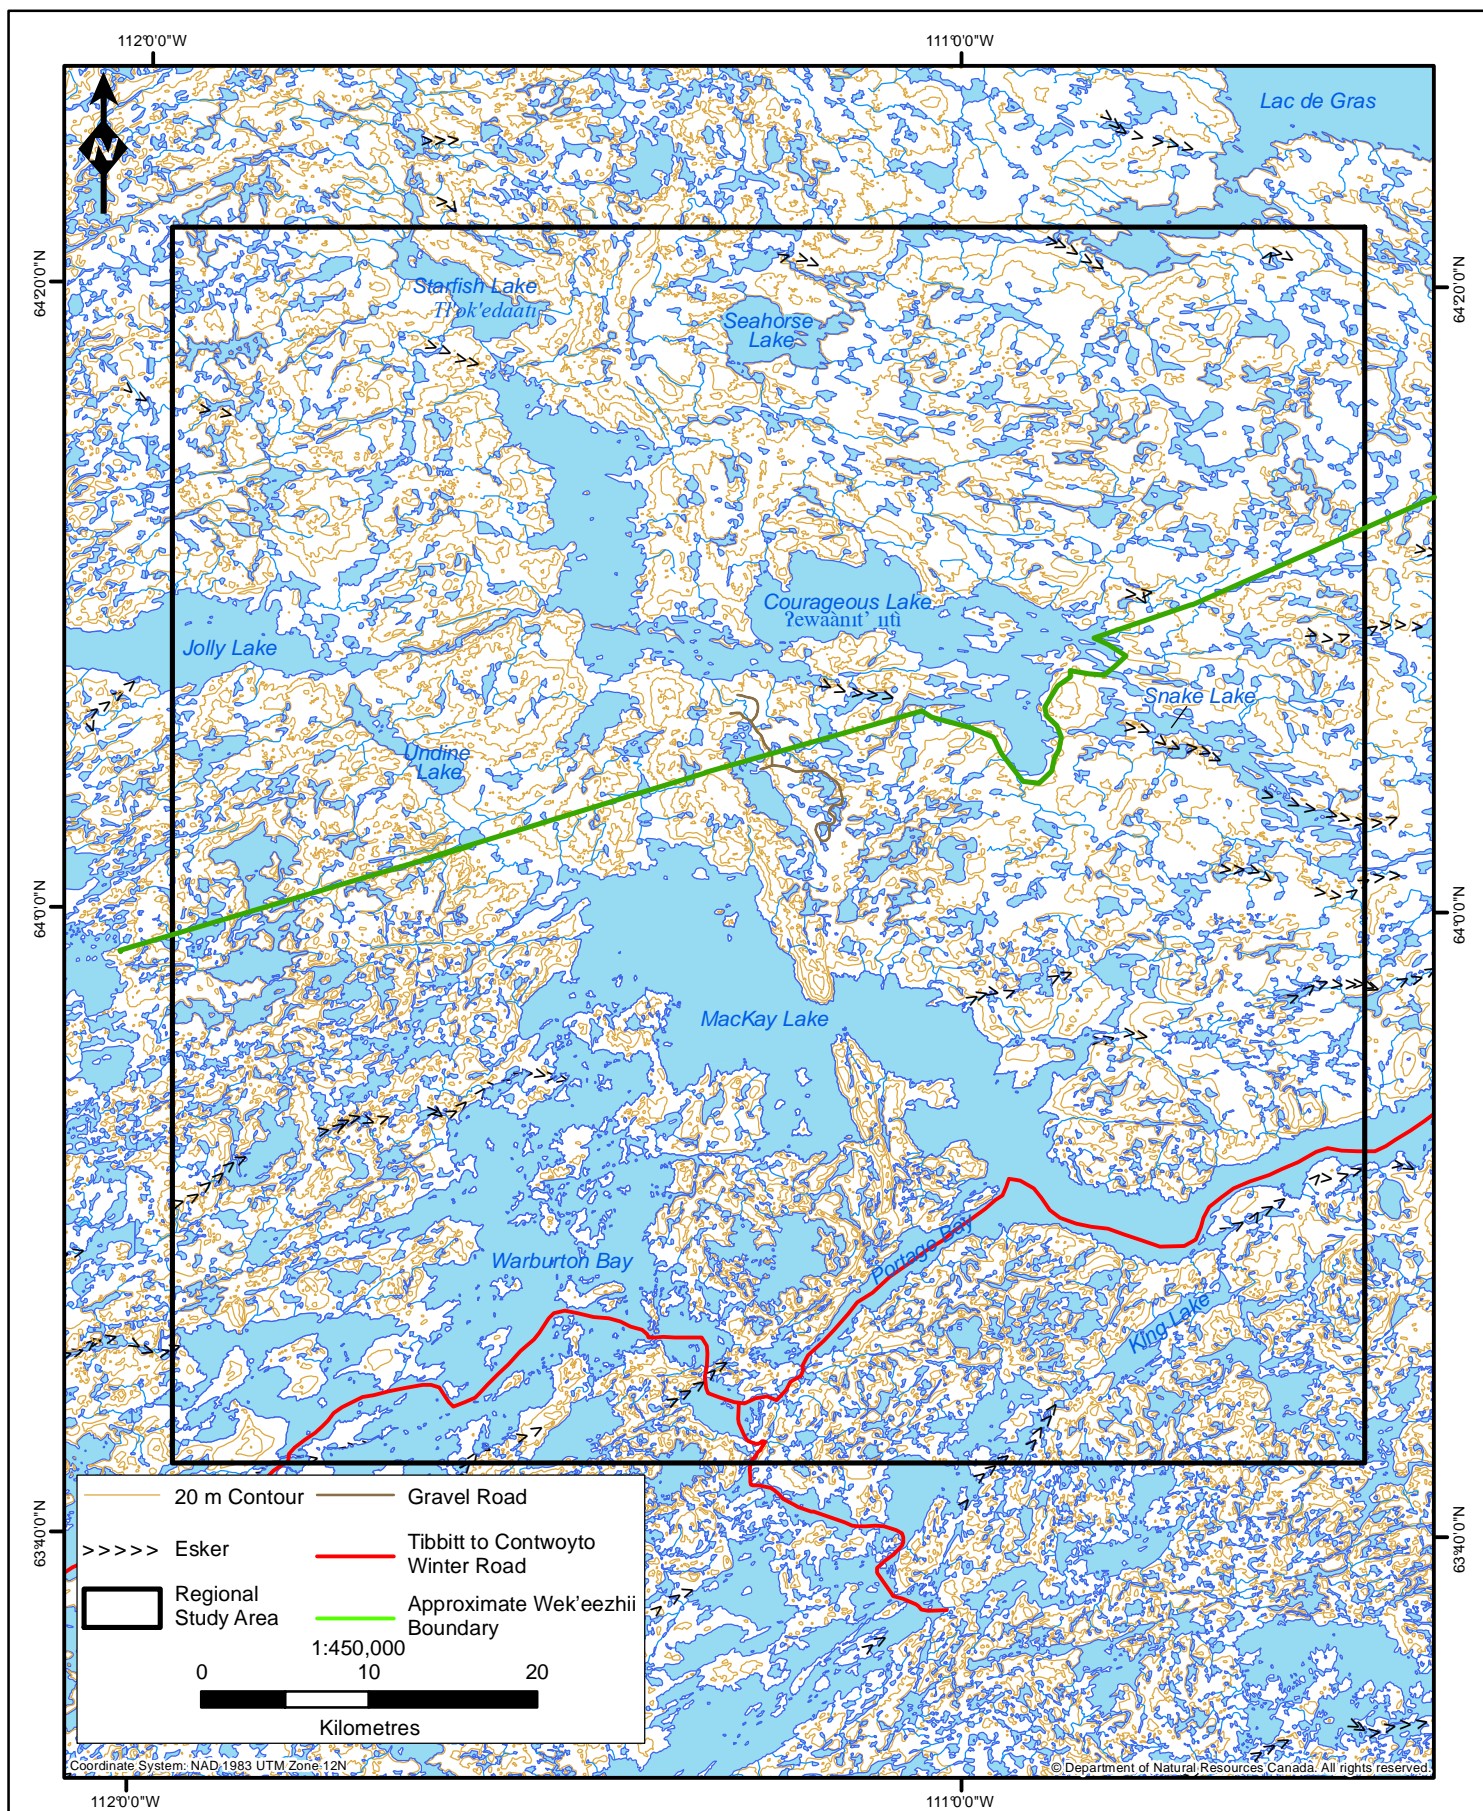 112°0'0"W
111°0'0"W
N
Lac de Gras
64°20'0"N
64°20'0"N
Starfish Lake
Seahorse
Lake
Courageous Lake
Jolly Lake
Snake Lake
Undine
Lake
64°0'0"N
64°0'0"N
MacKay Lake
Warburton Bay
Portage Bay
King Lake
20 m Contour
Gravel Road
Esker
Tibbitt to Contwoyto
Winter Road
Regional
Study Area
Approximate Wek'eezhii
Boundary
1:450,000
0
10
20
Kilometres
63°40'0"N
63°40'0"N
Coordinate System: NAD 1983 UTM Zone 12N
© Department of Natural Resources Canada. All rights reserved.
112°0'0"W
111°0'0"W